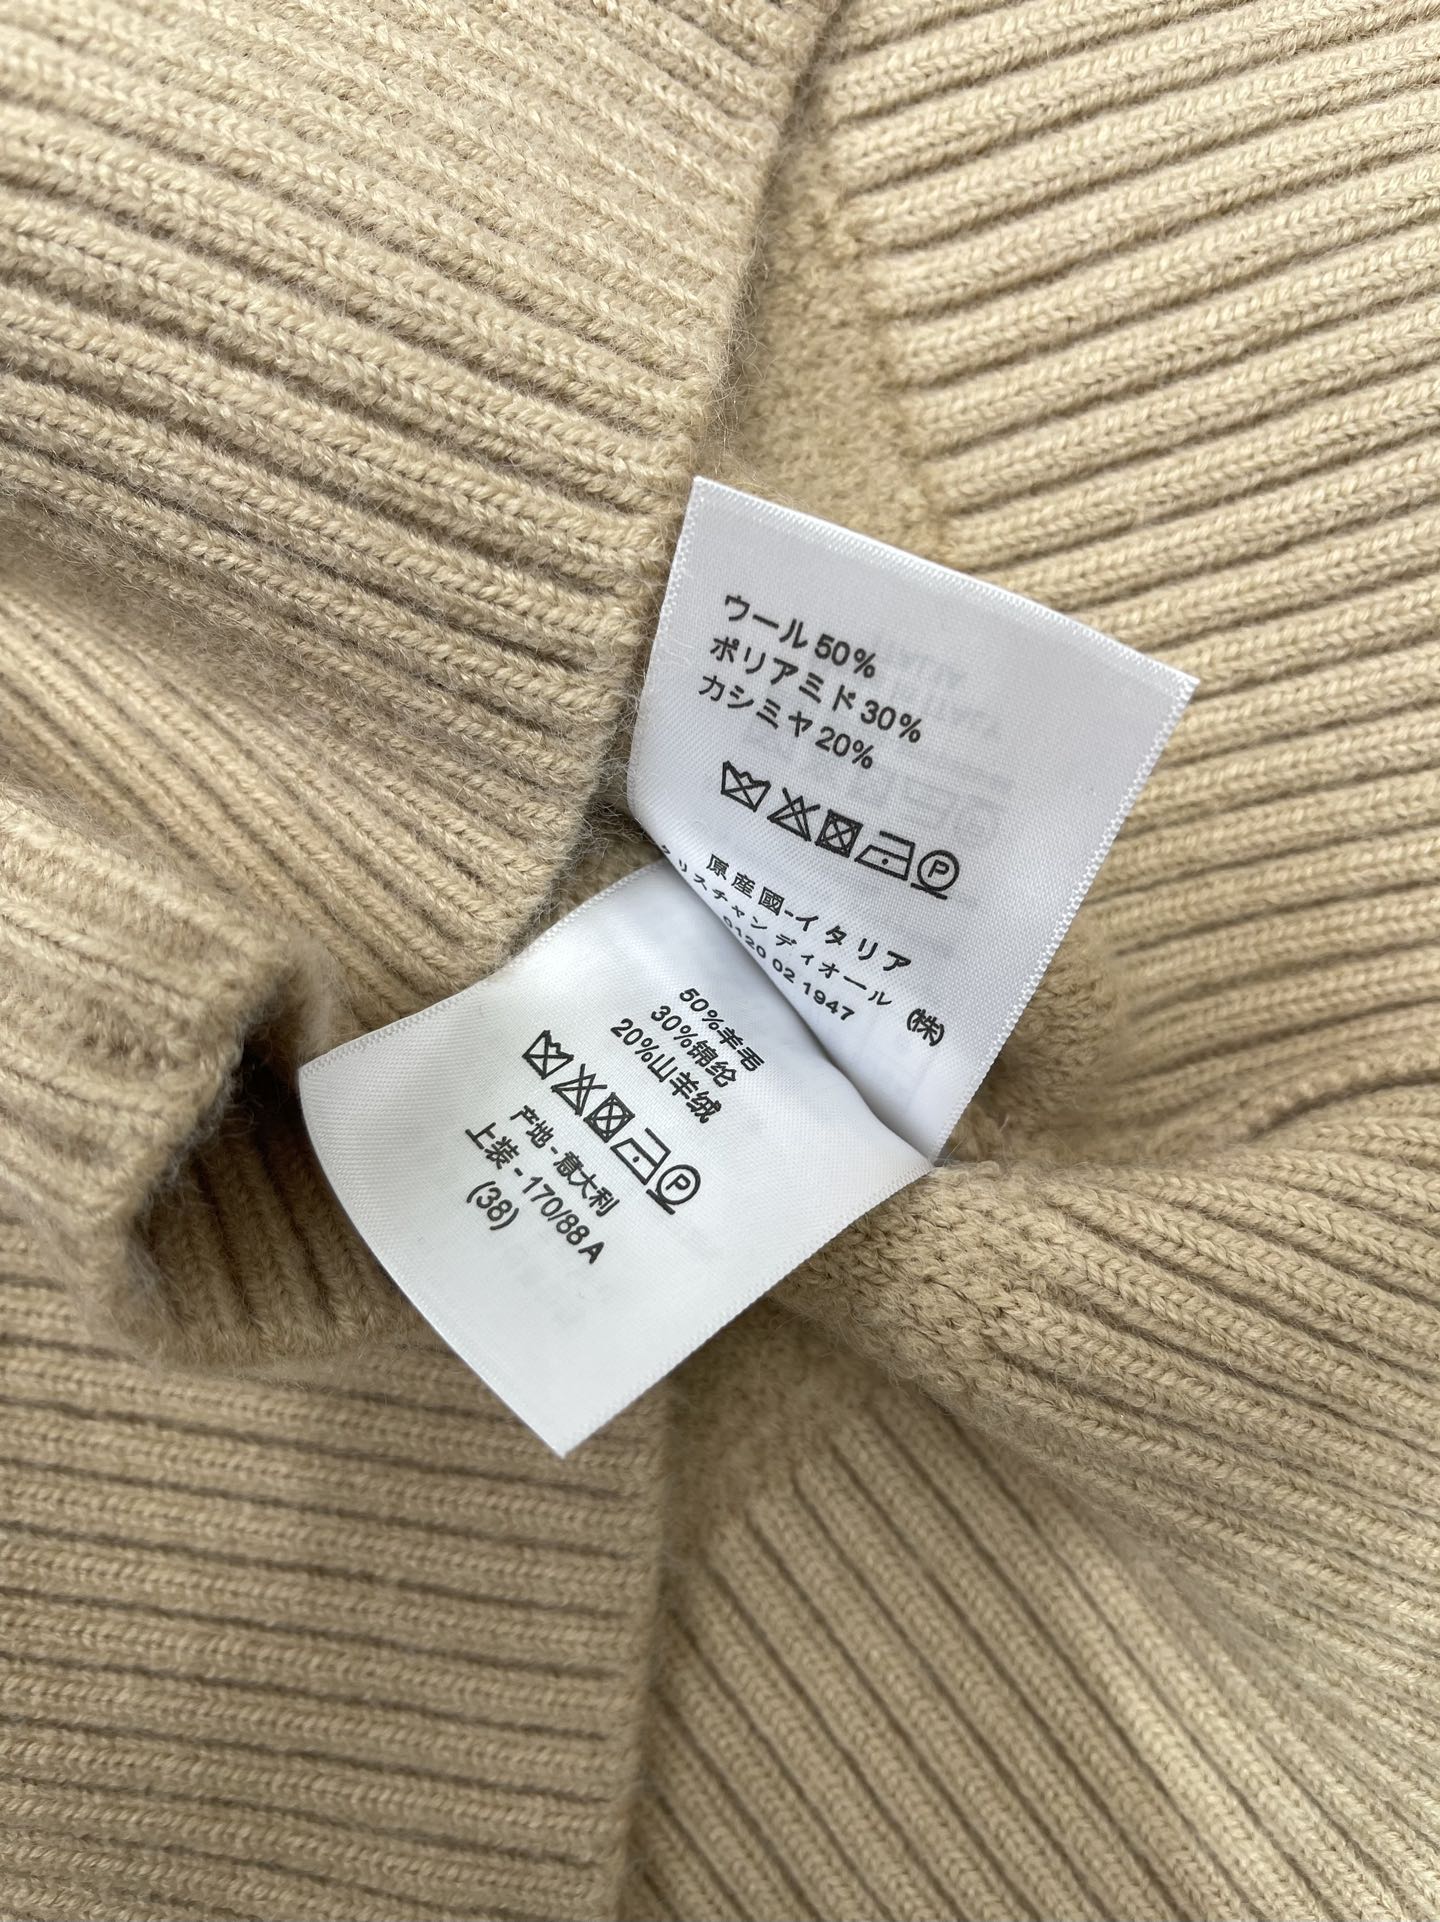 ウール 50%
ポリアミド 30%
カシミヤ 20%
P
原産国-イタリア
クリスチャン ディオール (株)
0120 02 1947
50%羊毛
30%锦纶
20%山羊绒
P
产地 - 意大利
上装 - 170/88 A
(38)